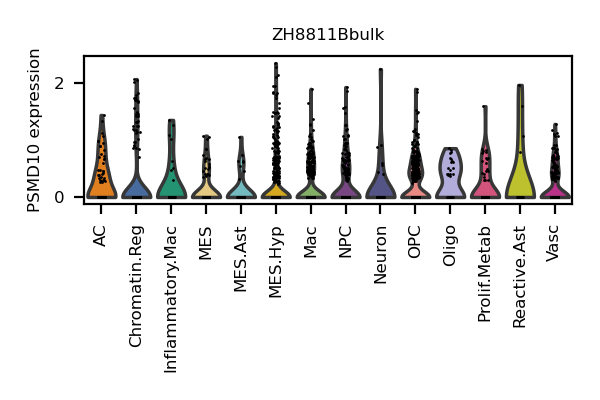 ZH8811Bbulk
PSMD10 expression
2
0
AC
Chromatin.Reg
Inflammatory.Mac
MES
MES.Ast
MES.Hyp
Mac
NPC
Neuron
OPC
Oligo
Prolif.Metab
Reactive.Ast
Vasc